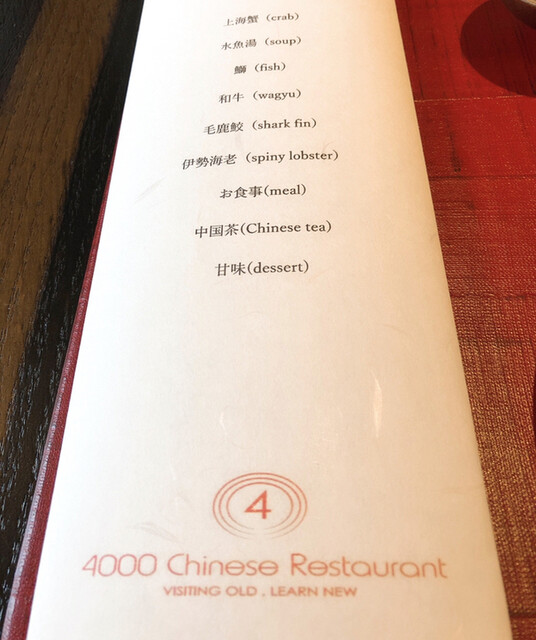 上海蟹 (crab)
水魚湯 (soup)
鰤 (fish)
和牛 (wagyu)
毛鹿鮫 (shark fin)
伊勢海老 (spiny lobster)
お食事(meal)
中国茶(Chinese tea)
甘味(dessert)
4
4000 Chinese Restaurant
VISITING OLD . LEARN NEW